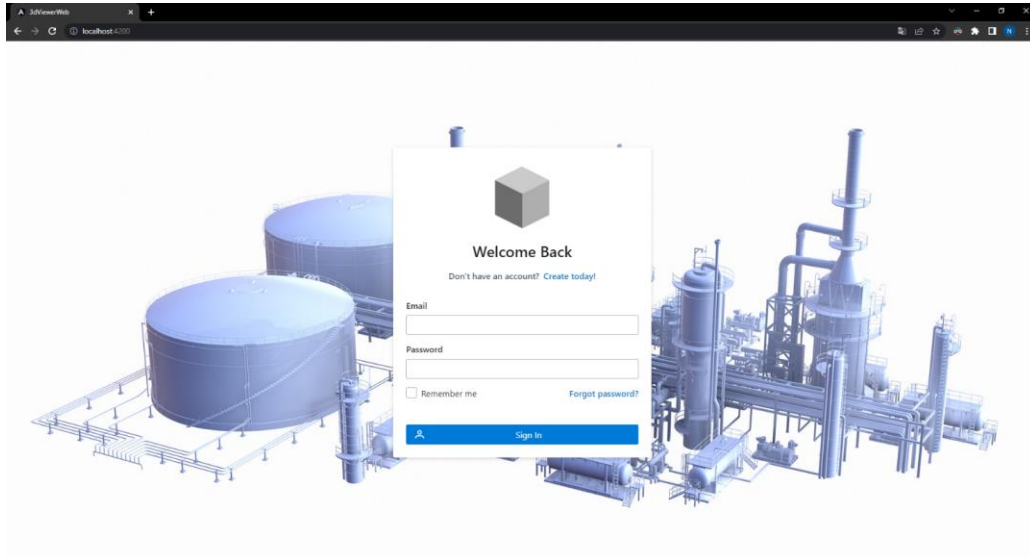 3dViewerWeb
localhost:4200
N
Welcome Back
Don't have an account? Create today!
Email
Password
Remember me Forgot password?
Sign In